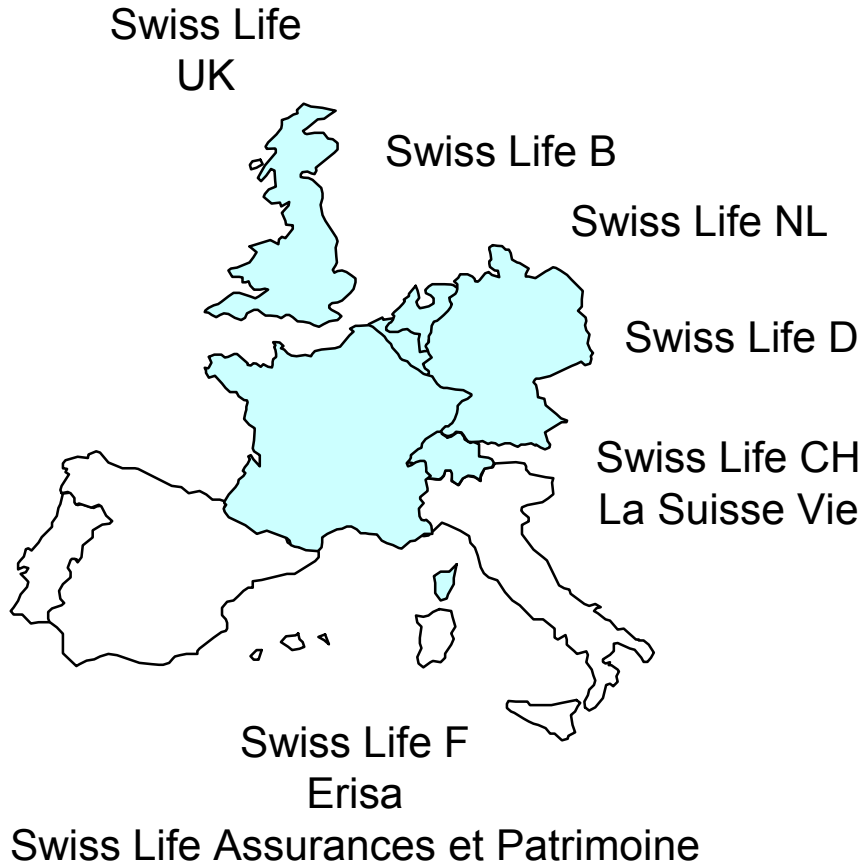 Swiss Life
UK
Swiss Life B
Swiss Life NL
Swiss Life D
Swiss Life CH
La Suisse Vie
Swiss Life F
Erisa
Swiss Life Assurances et Patrimoine